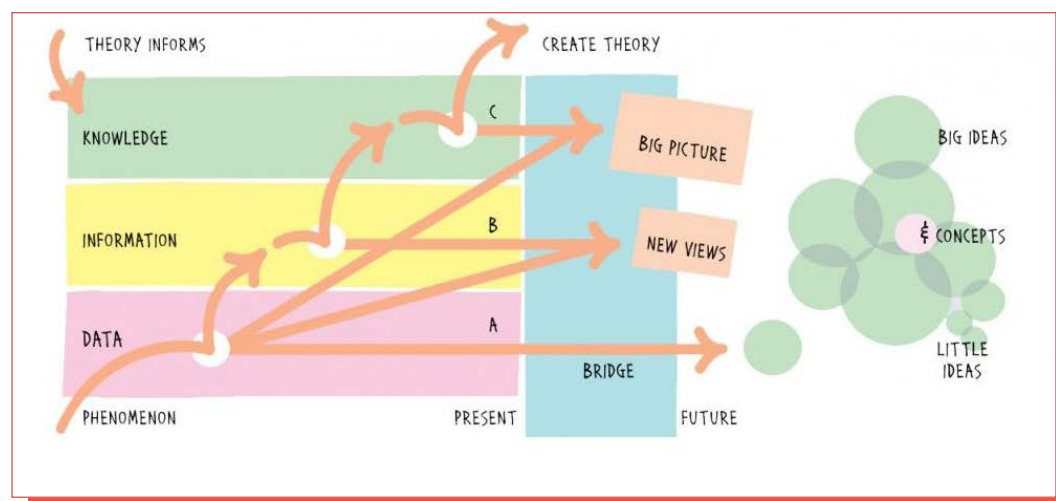 THEORY INFORMS
CREATE THEORY
KNOWLEDGE
C
BIG PICTURE
BIG IDEAS
INFORMATION
B
NEW VIEWS
& CONCEPTS
DATA
A
BRIDGE
LITTLE
IDEAS
PHENOMENON
PRESENT
FUTURE